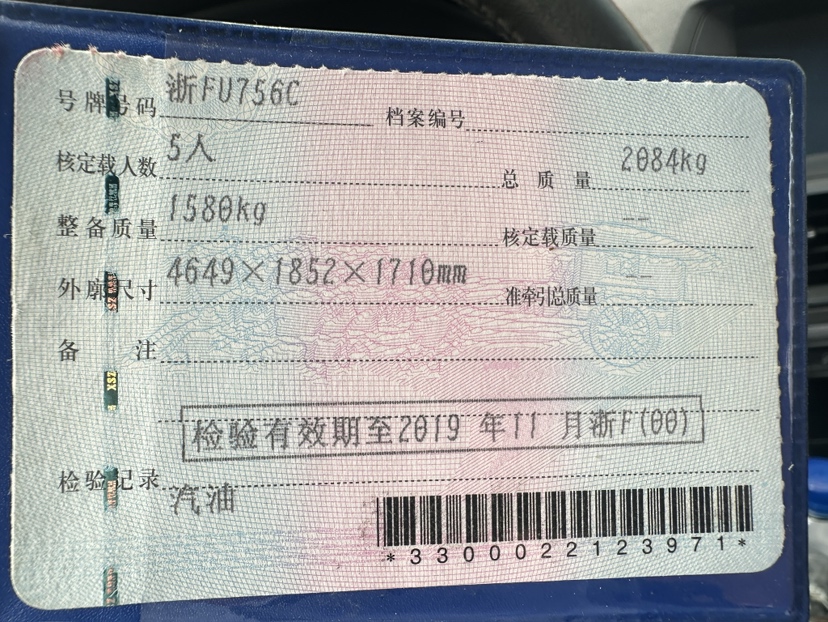 号牌号码 浙FU756C 档案编号
核定载人数 5人 总质量 2084kg
整备质量 1580kg 核定载质量 --
外廓尺寸 4649×1852×1710mm 准牵引总质量 --
备注
检验有效期至2019年11月浙F(00)
检验记录 汽油
*3300022123971*